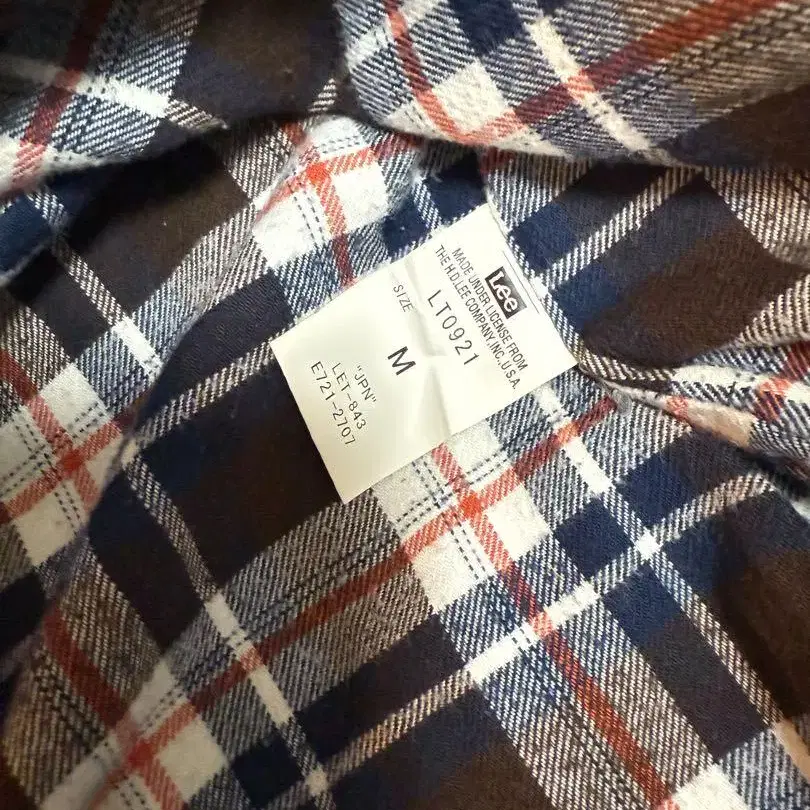 Lee
MADE UNDER LICENSE FROM
THE H.D.LEE COMPANY, INC., U.S.A.
LT0921
SIZE
M
"JPN"
LET-843
E721-2707